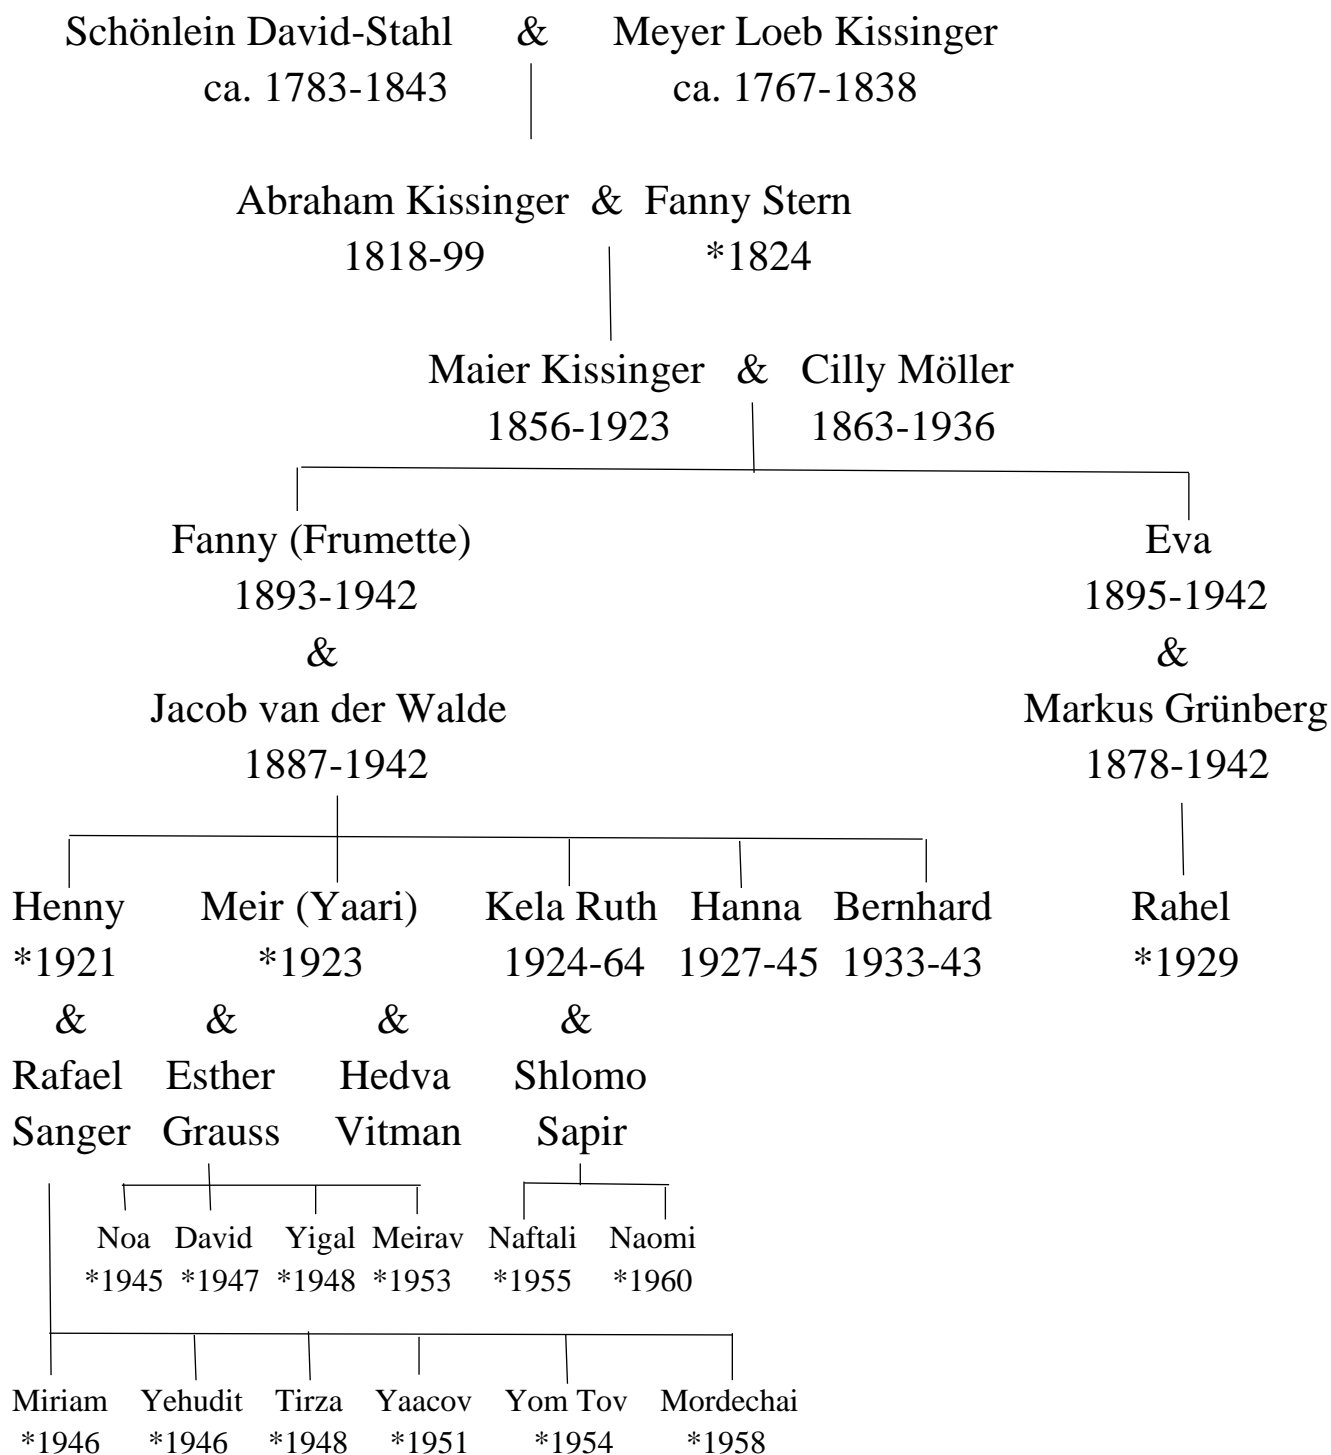 Schönlein David-Stahl & Meyer Loeb Kissinger
ca. 1783-1843 ca. 1767-1838
Abraham Kissinger & Fanny Stern
1818-99 *1824
Maier Kissinger & Cilly Möller
1856-1923 1863-1936
Fanny (Frumette) Eva
1893-1942 1895-1942
& &
Jacob van der Walde Markus Grünberg
1887-1942 1878-1942
Henny Meir (Yaari) Kela Ruth Hanna Bernhard Rahel
*1921 *1923 1924-64 1927-45 1933-43 *1929
& & & &
Rafael Esther Hedva Shlomo
Sanger Grauss Vitman Sapir
Noa David Yigal Meirav Naftali Naomi
*1945 *1947 *1948 *1953 *1955 *1960
Miriam Yehudit Tirza Yaacov Yom Tov Mordechai
*1946 *1946 *1948 *1951 *1954 *1958